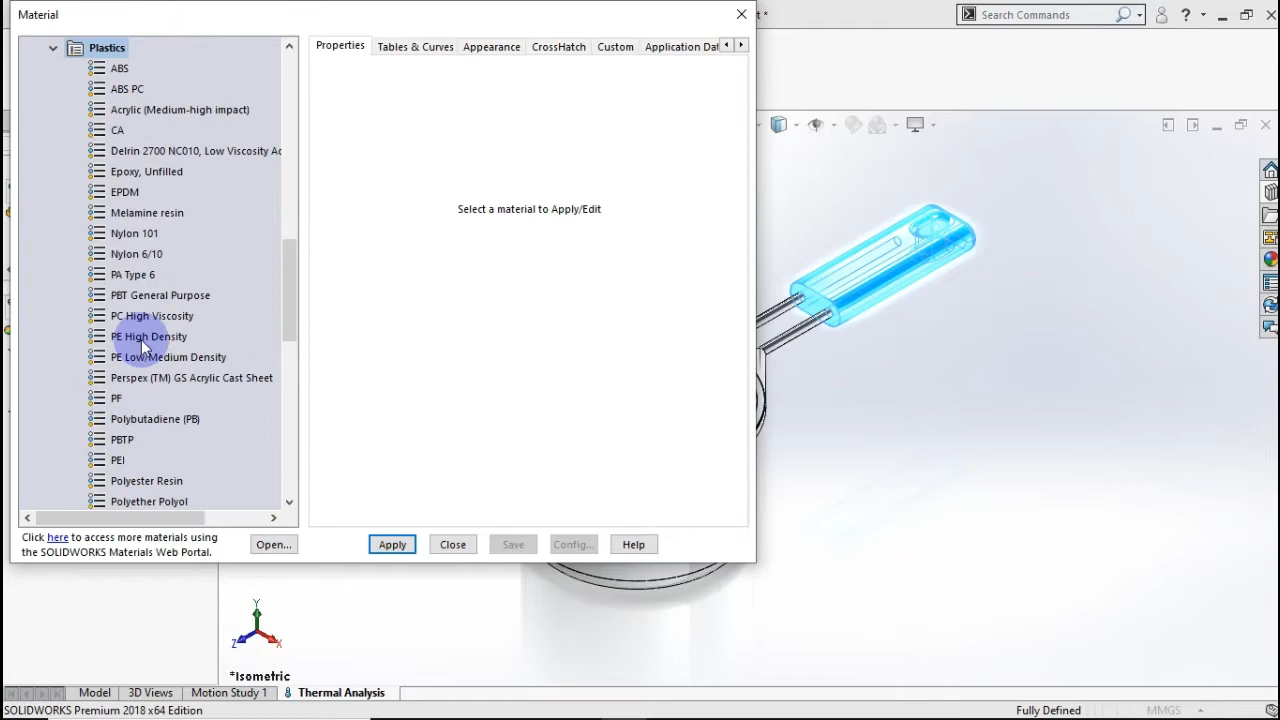 Material
t *
Search Commands
?
Plastics
ABS
ABS PC
Acrylic (Medium-high impact)
CA
Delrin 2700 NC010, Low Viscosity Ac
Epoxy, Unfilled
EPDM
Melamine resin
Nylon 101
Nylon 6/10
PA Type 6
PBT General Purpose
PC High Viscosity
PE High Density
PE Low/Medium Density
Perspex (TM) GS Acrylic Cast Sheet
PF
Polybutadiene (PB)
PBTP
PEI
Polyester Resin
Polyether Polyol
Properties
Tables & Curves
Appearance
CrossHatch
Custom
Application Dat
Select a material to Apply/Edit
Click here to access more materials using
the SOLIDWORKS Materials Web Portal.
Open...
Apply
Close
Save
Config...
Help
Y
Z
X
*Isometric
Model
3D Views
Motion Study 1
Thermal Analysis
SOLIDWORKS Premium 2018 x64 Edition
Fully Defined
MMGS